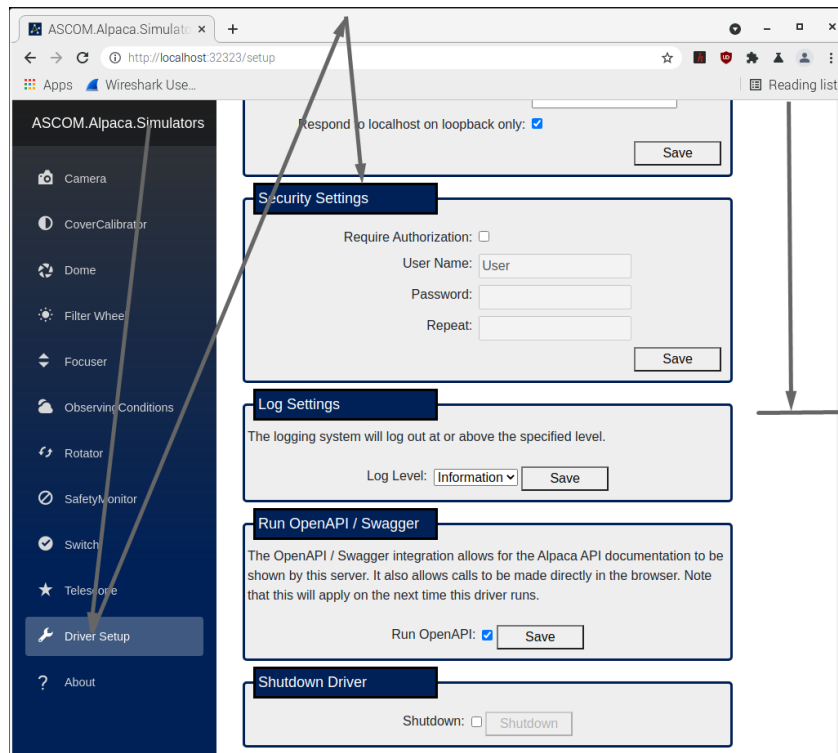 ASCOM.Alpaca.Simulato
http://localhost:32323/setup
Apps
Wireshark Use...
Reading list
ASCOM.Alpaca.Simulators
Camera
CoverCalibrator
Dome
Filter Wheel
Focuser
ObservingConditions
Rotator
SafetyMonitor
Switch
Telescope
Driver Setup
? About
Respond to localhost on loopback only:
Save
Security Settings
Require Authorization:
User Name: User
Password:
Repeat:
Save
Log Settings
The logging system will log out at or above the specified level.
Log Level: Information Save
Run OpenAPI / Swagger
The OpenAPI / Swagger integration allows for the Alpaca API documentation to be
shown by this server. It also allows calls to be made directly in the browser. Note
that this will apply on the next time this driver runs.
Run OpenAPI: Save
Shutdown Driver
Shutdown: Shutdown